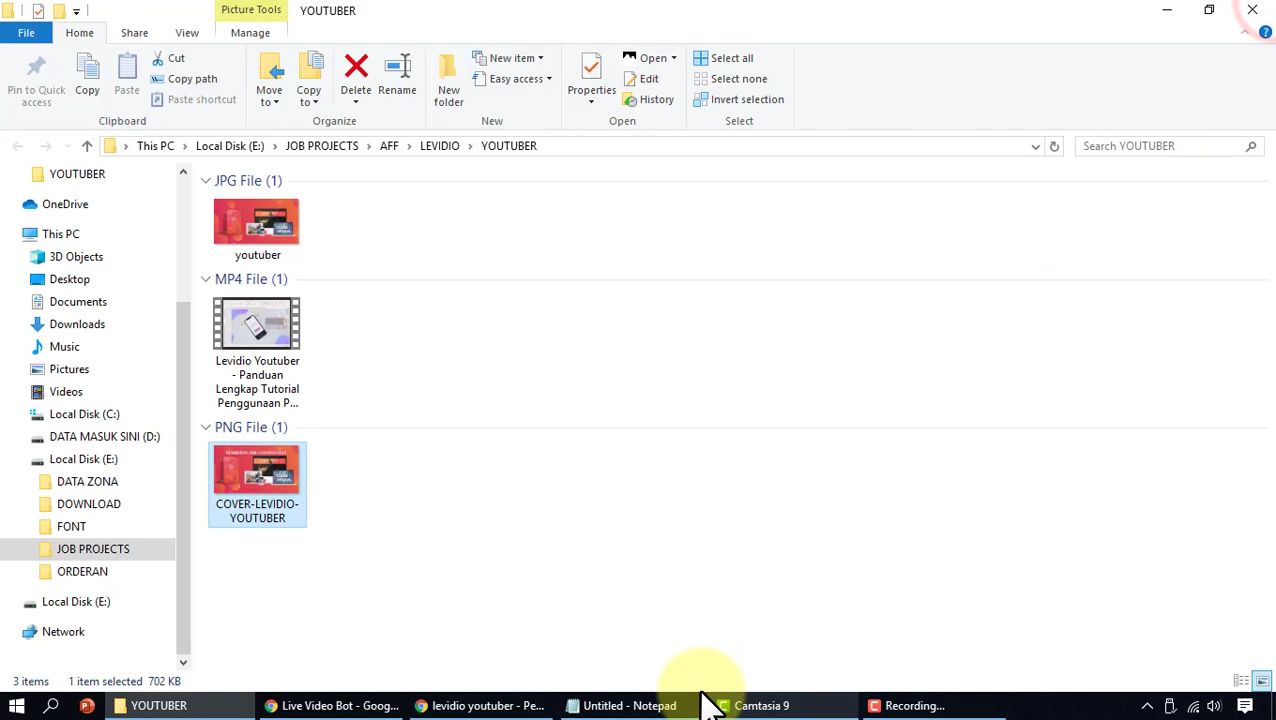 Picture Tools
YOUTUBER
File
Home
Share
View
Manage
Pin to Quick access
Copy
Paste
Cut
Copy path
Paste shortcut
Clipboard
Move to
Copy to
Delete
Rename
Organize
New folder
New item
Easy access
New
Properties
Open
Edit
History
Open
Select all
Select none
Invert selection
Select
This PC
Local Disk (E:)
JOB PROJECTS
AFF
LEVIDIO
YOUTUBER
Search YOUTUBER
YOUTUBER
OneDrive
This PC
3D Objects
Desktop
Documents
Downloads
Music
Pictures
Videos
Local Disk (C:)
DATA MASUK SINI (D:)
Local Disk (E:)
DATA ZONA
DOWNLOAD
FONT
JOB PROJECTS
ORDERAN
Local Disk (E:)
Network
JPG File (1)
youtuber
MP4 File (1)
Levidio Youtuber
- Panduan
Lengkap Tutorial
Penggunaan P...
PNG File (1)
COVER-LEVIDIO-
YOUTUBER
3 items
1 item selected 702 KB
YOUTUBER
Live Video Bot - Goog...
levidio youtuber - Pe...
Untitled - Notepad
Camtasia 9
Recording...